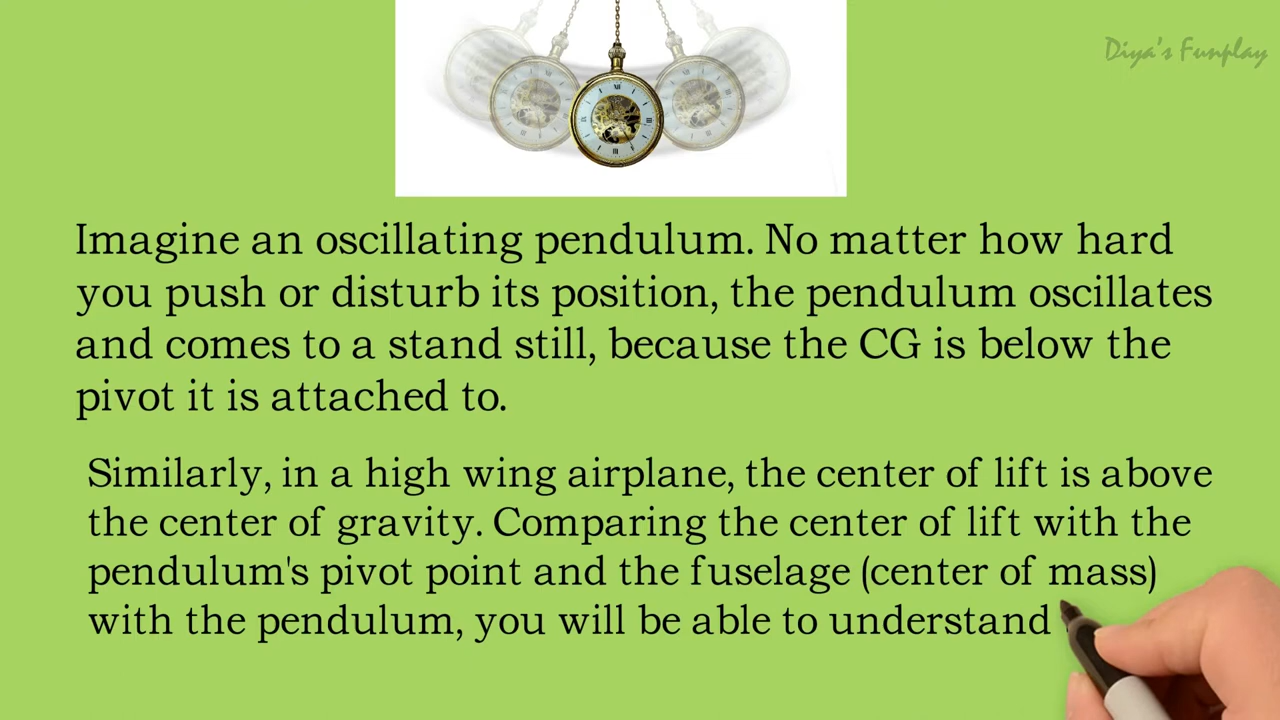 Diya's Funplay
Imagine an oscillating pendulum. No matter how hard
you push or disturb its position, the pendulum oscillates
and comes to a stand still, because the CG is below the
pivot it is attached to.
Similarly, in a high wing airplane, the center of lift is above
the center of gravity. Comparing the center of lift with the
pendulum's pivot point and the fuselage (center of mass)
with the pendulum, you will be able to understand